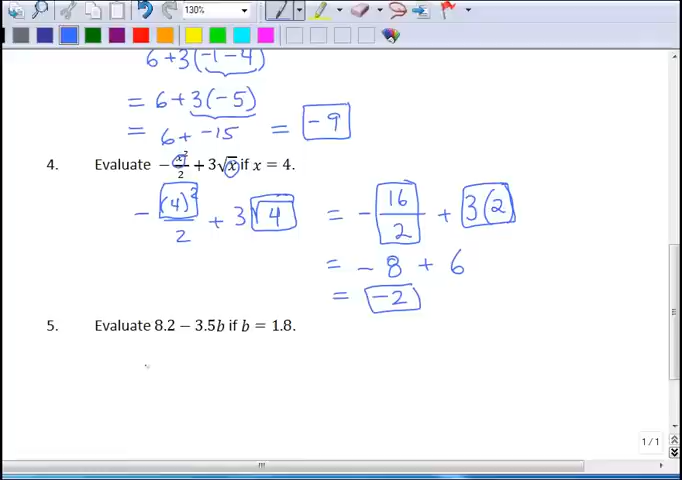 130%
6+3(-1-4)
= 6+3(-5)
= 6+ -15 = -9
4. Evaluate -x²/2 + 3√x if x = 4.
- (4)²/2 + 3√4 = - 16/2 + 3(2)
= -8 + 6
= -2
5. Evaluate 8.2 − 3.5b if b = 1.8.
1/1